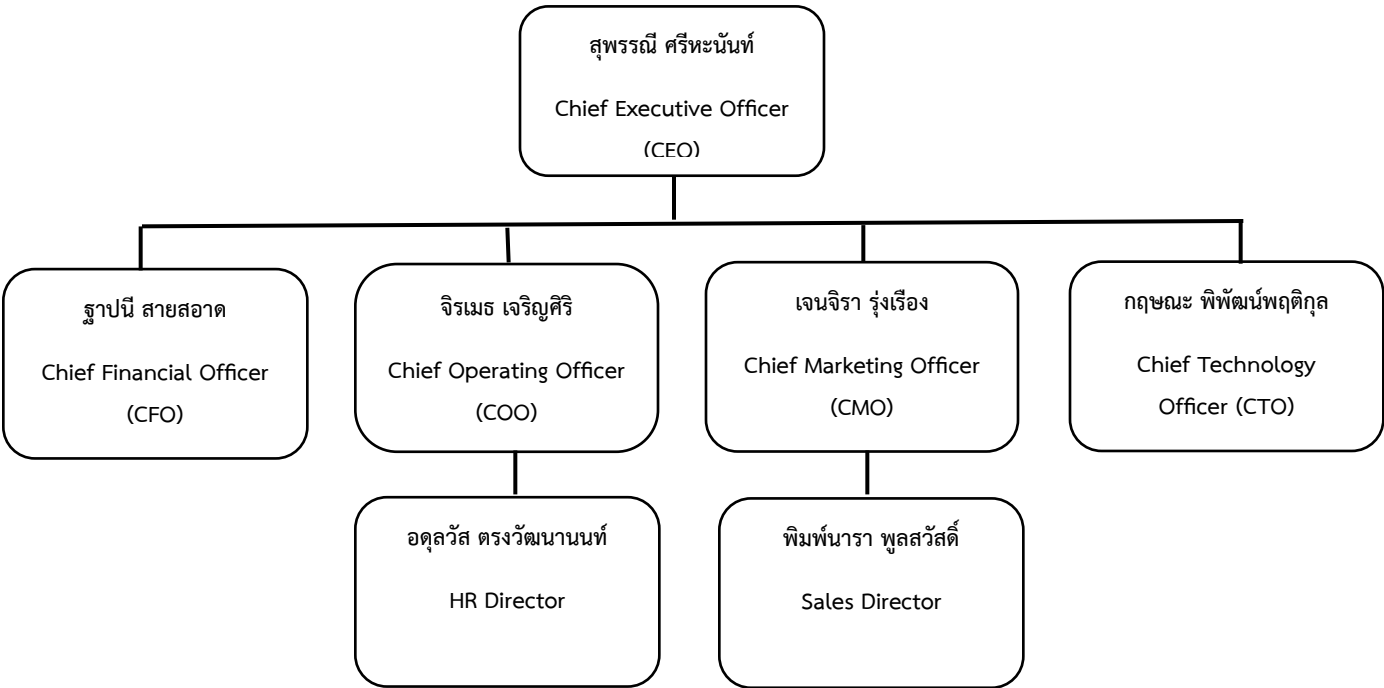 สุพรรณี ศรีหะนันท์
Chief Executive Officer
(CEO)
ฐาปนี สายสอาด
Chief Financial Officer
(CFO)
จิรเมธ เจริญศิริ
Chief Operating Officer
(COO)
เจนจิรา รุ่งเรือง
Chief Marketing Officer
(CMO)
กฤษณะ พิพัฒน์พฤติกุล
Chief Technology
Officer (CTO)
อดุลวัส ตรงวัฒนานนท์
HR Director
พิมพ์นารา พูลสวัสดิ์
Sales Director